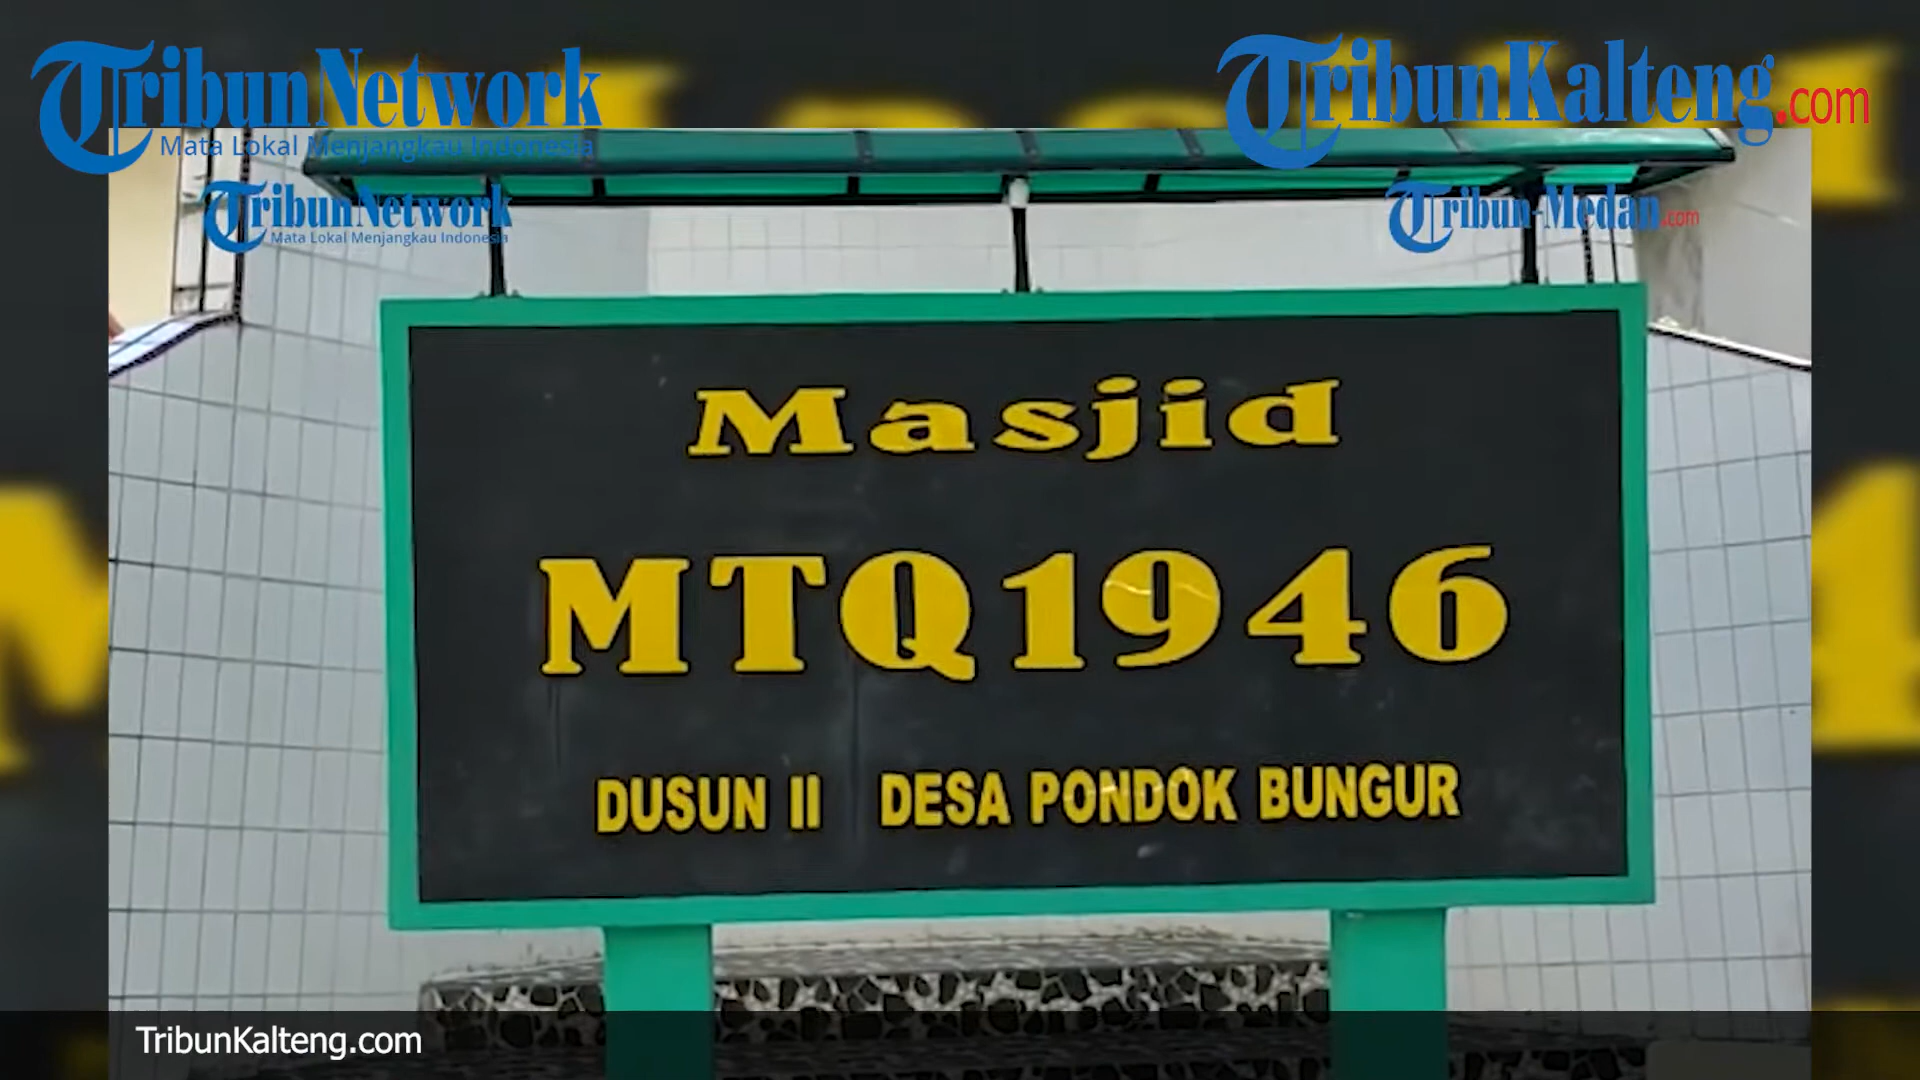 TribunNetwork
Mata Lokal Menjangkau Indonesia
TribunKalteng.com
TribunNetwork
Mata Lokal Menjangkau Indonesia
Tribun-Medan.com
Masjid
MTQ1946
DUSUN II DESA PONDOK BUNGUR
TribunKalteng.com